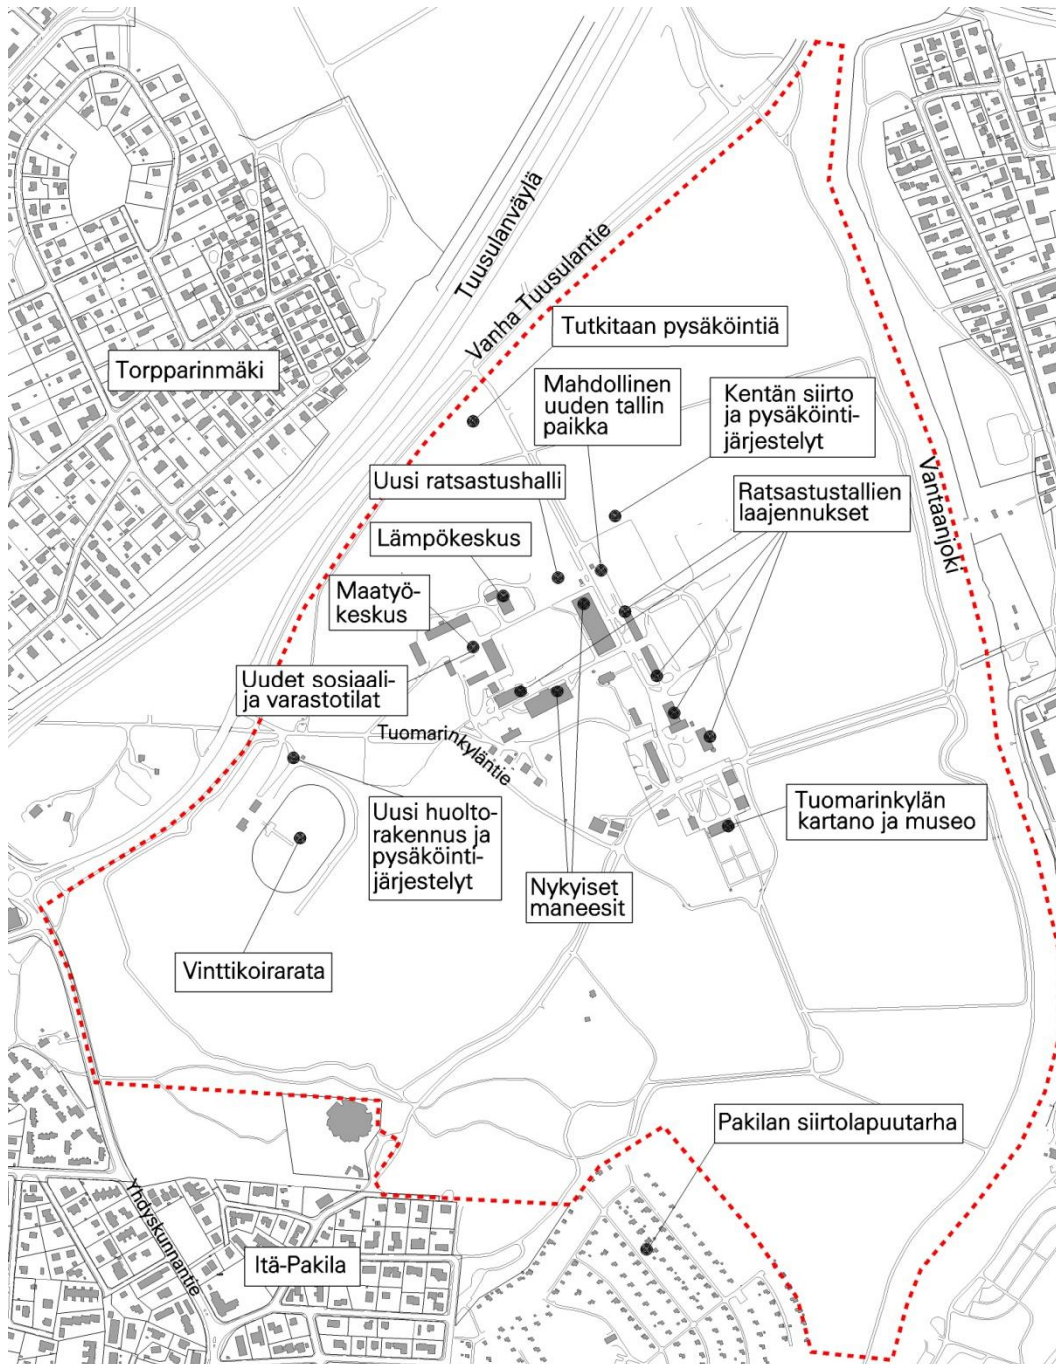 Tuusulanväylä
Vanha Tuusulantie
Tutkitaan pysäköintiä
Torpparinmäki
Mahdollinen
uuden tallin
paikka
Kentän siirto
ja pysäköinti-
järjestelyt
Uusi ratsastushalli
Ratsastustallien
laajennukset
Vantaanjoki
Lämpökeskus
Maatyö-
keskus
Uudet sosiaali-
ja varastotilat
Tuomarinkyläntie
Uusi huolto-
rakennus ja
pysäköinti-
järjestelyt
Tuomarinkylän
kartano ja museo
Nykyiset
maneesit
Vinttikoirarata
Pakilan siirtolapuutarha
Yhdyskunnantie
Itä-Pakila